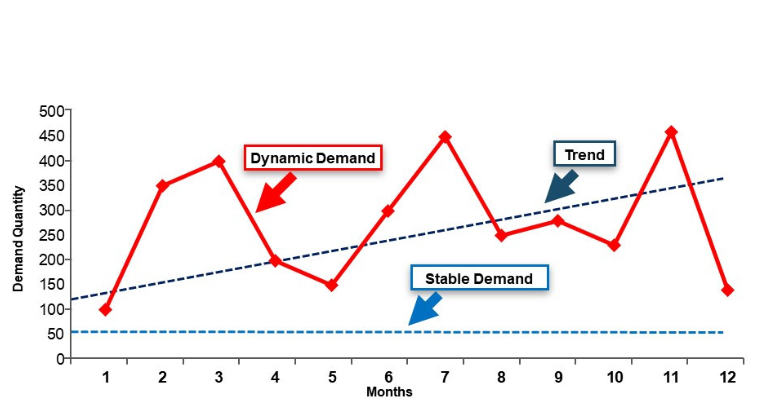 500
450
400
350
300
250
200
150
100
50
0
Demand Quantity
Dynamic Demand
Trend
Stable Demand
1 2 3 4 5 6 7 8 9 10 11 12
Months